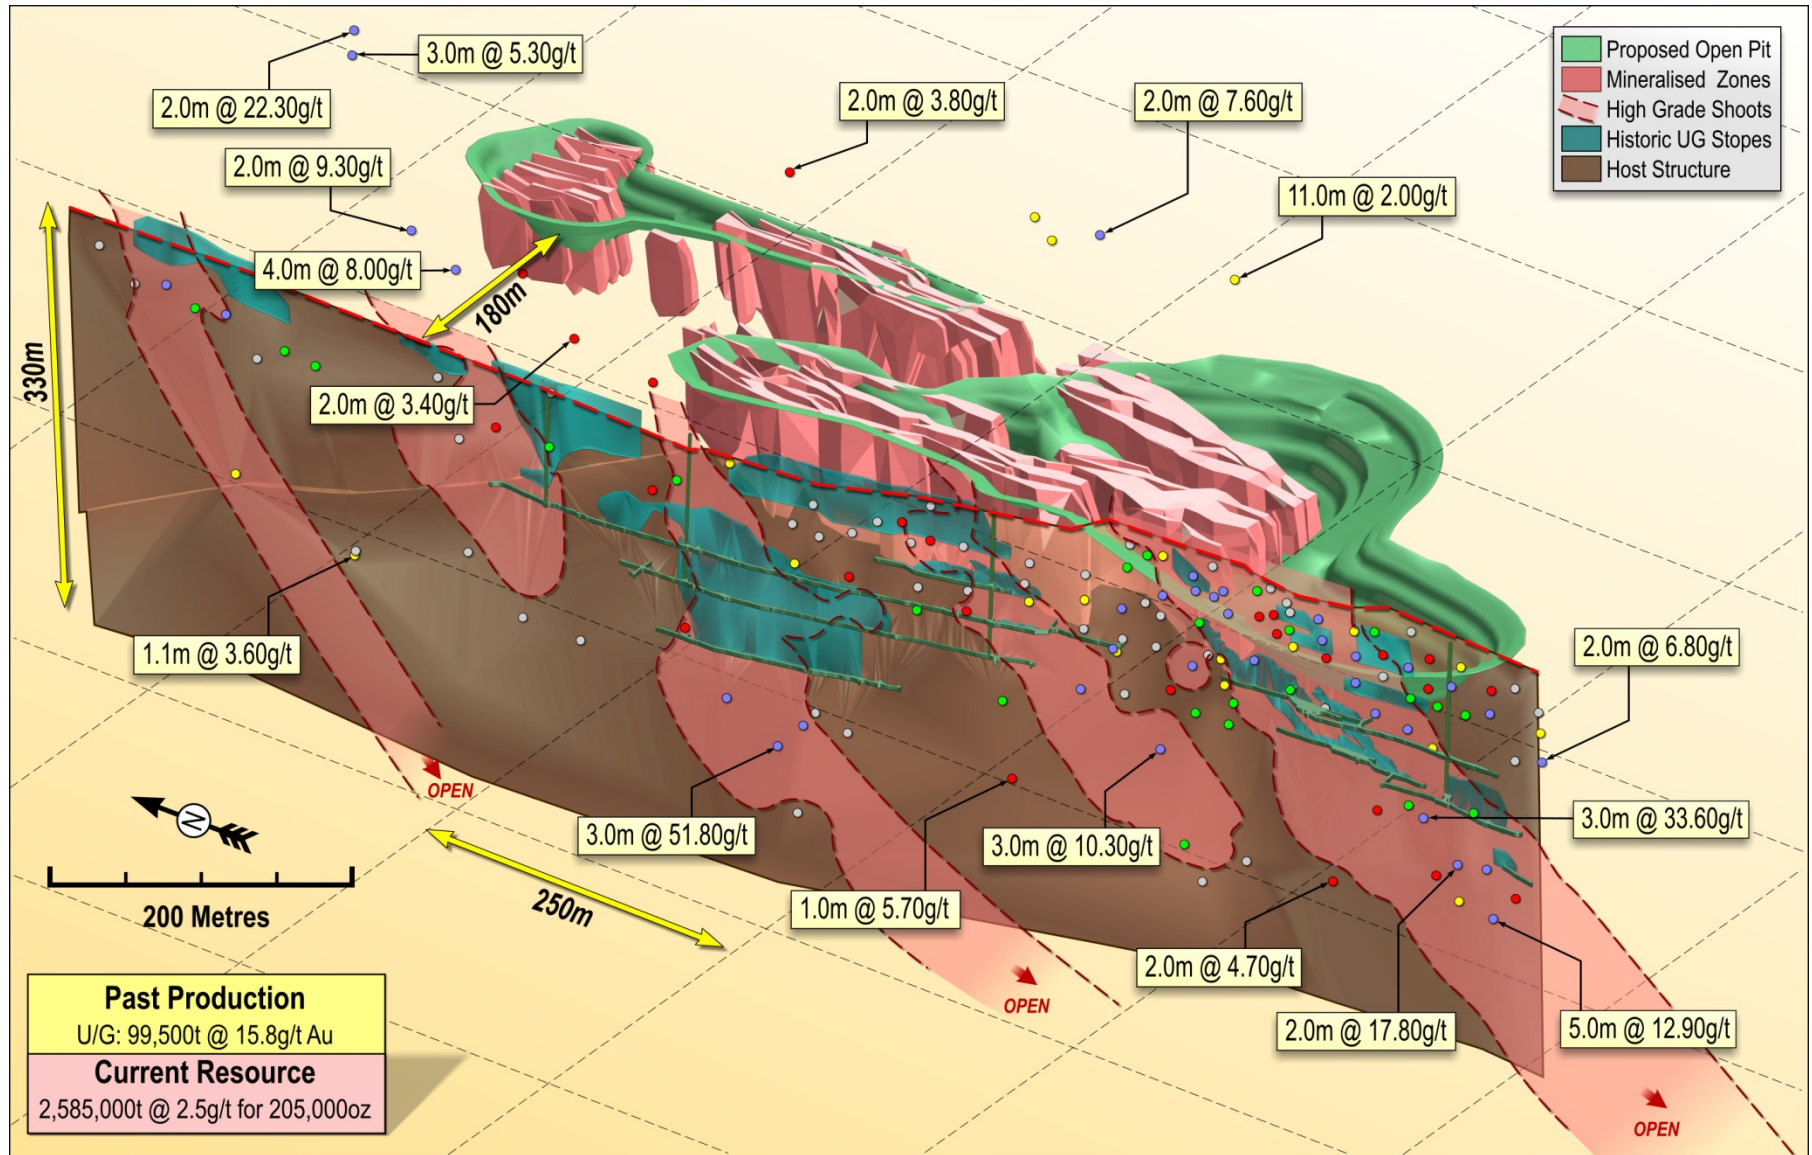 3.0m @ 5.30g/t
2.0m @ 22.30g/t
2.0m @ 3.80g/t
2.0m @ 7.60g/t
2.0m @ 9.30g/t
11.0m @ 2.00g/t
4.0m @ 8.00g/t
Proposed Open Pit
Mineralised Zones
High Grade Shoots
Historic UG Stopes
Host Structure
180m
330m
2.0m @ 3.40g/t
1.1m @ 3.60g/t
2.0m @ 6.80g/t
OPEN
N
3.0m @ 51.80g/t
3.0m @ 10.30g/t
3.0m @ 33.60g/t
200 Metres
250m
1.0m @ 5.70g/t
2.0m @ 4.70g/t
OPEN
2.0m @ 17.80g/t
5.0m @ 12.90g/t
OPEN
Past Production
U/G: 99,500t @ 15.8g/t Au
Current Resource
2,585,000t @ 2.5g/t for 205,000oz